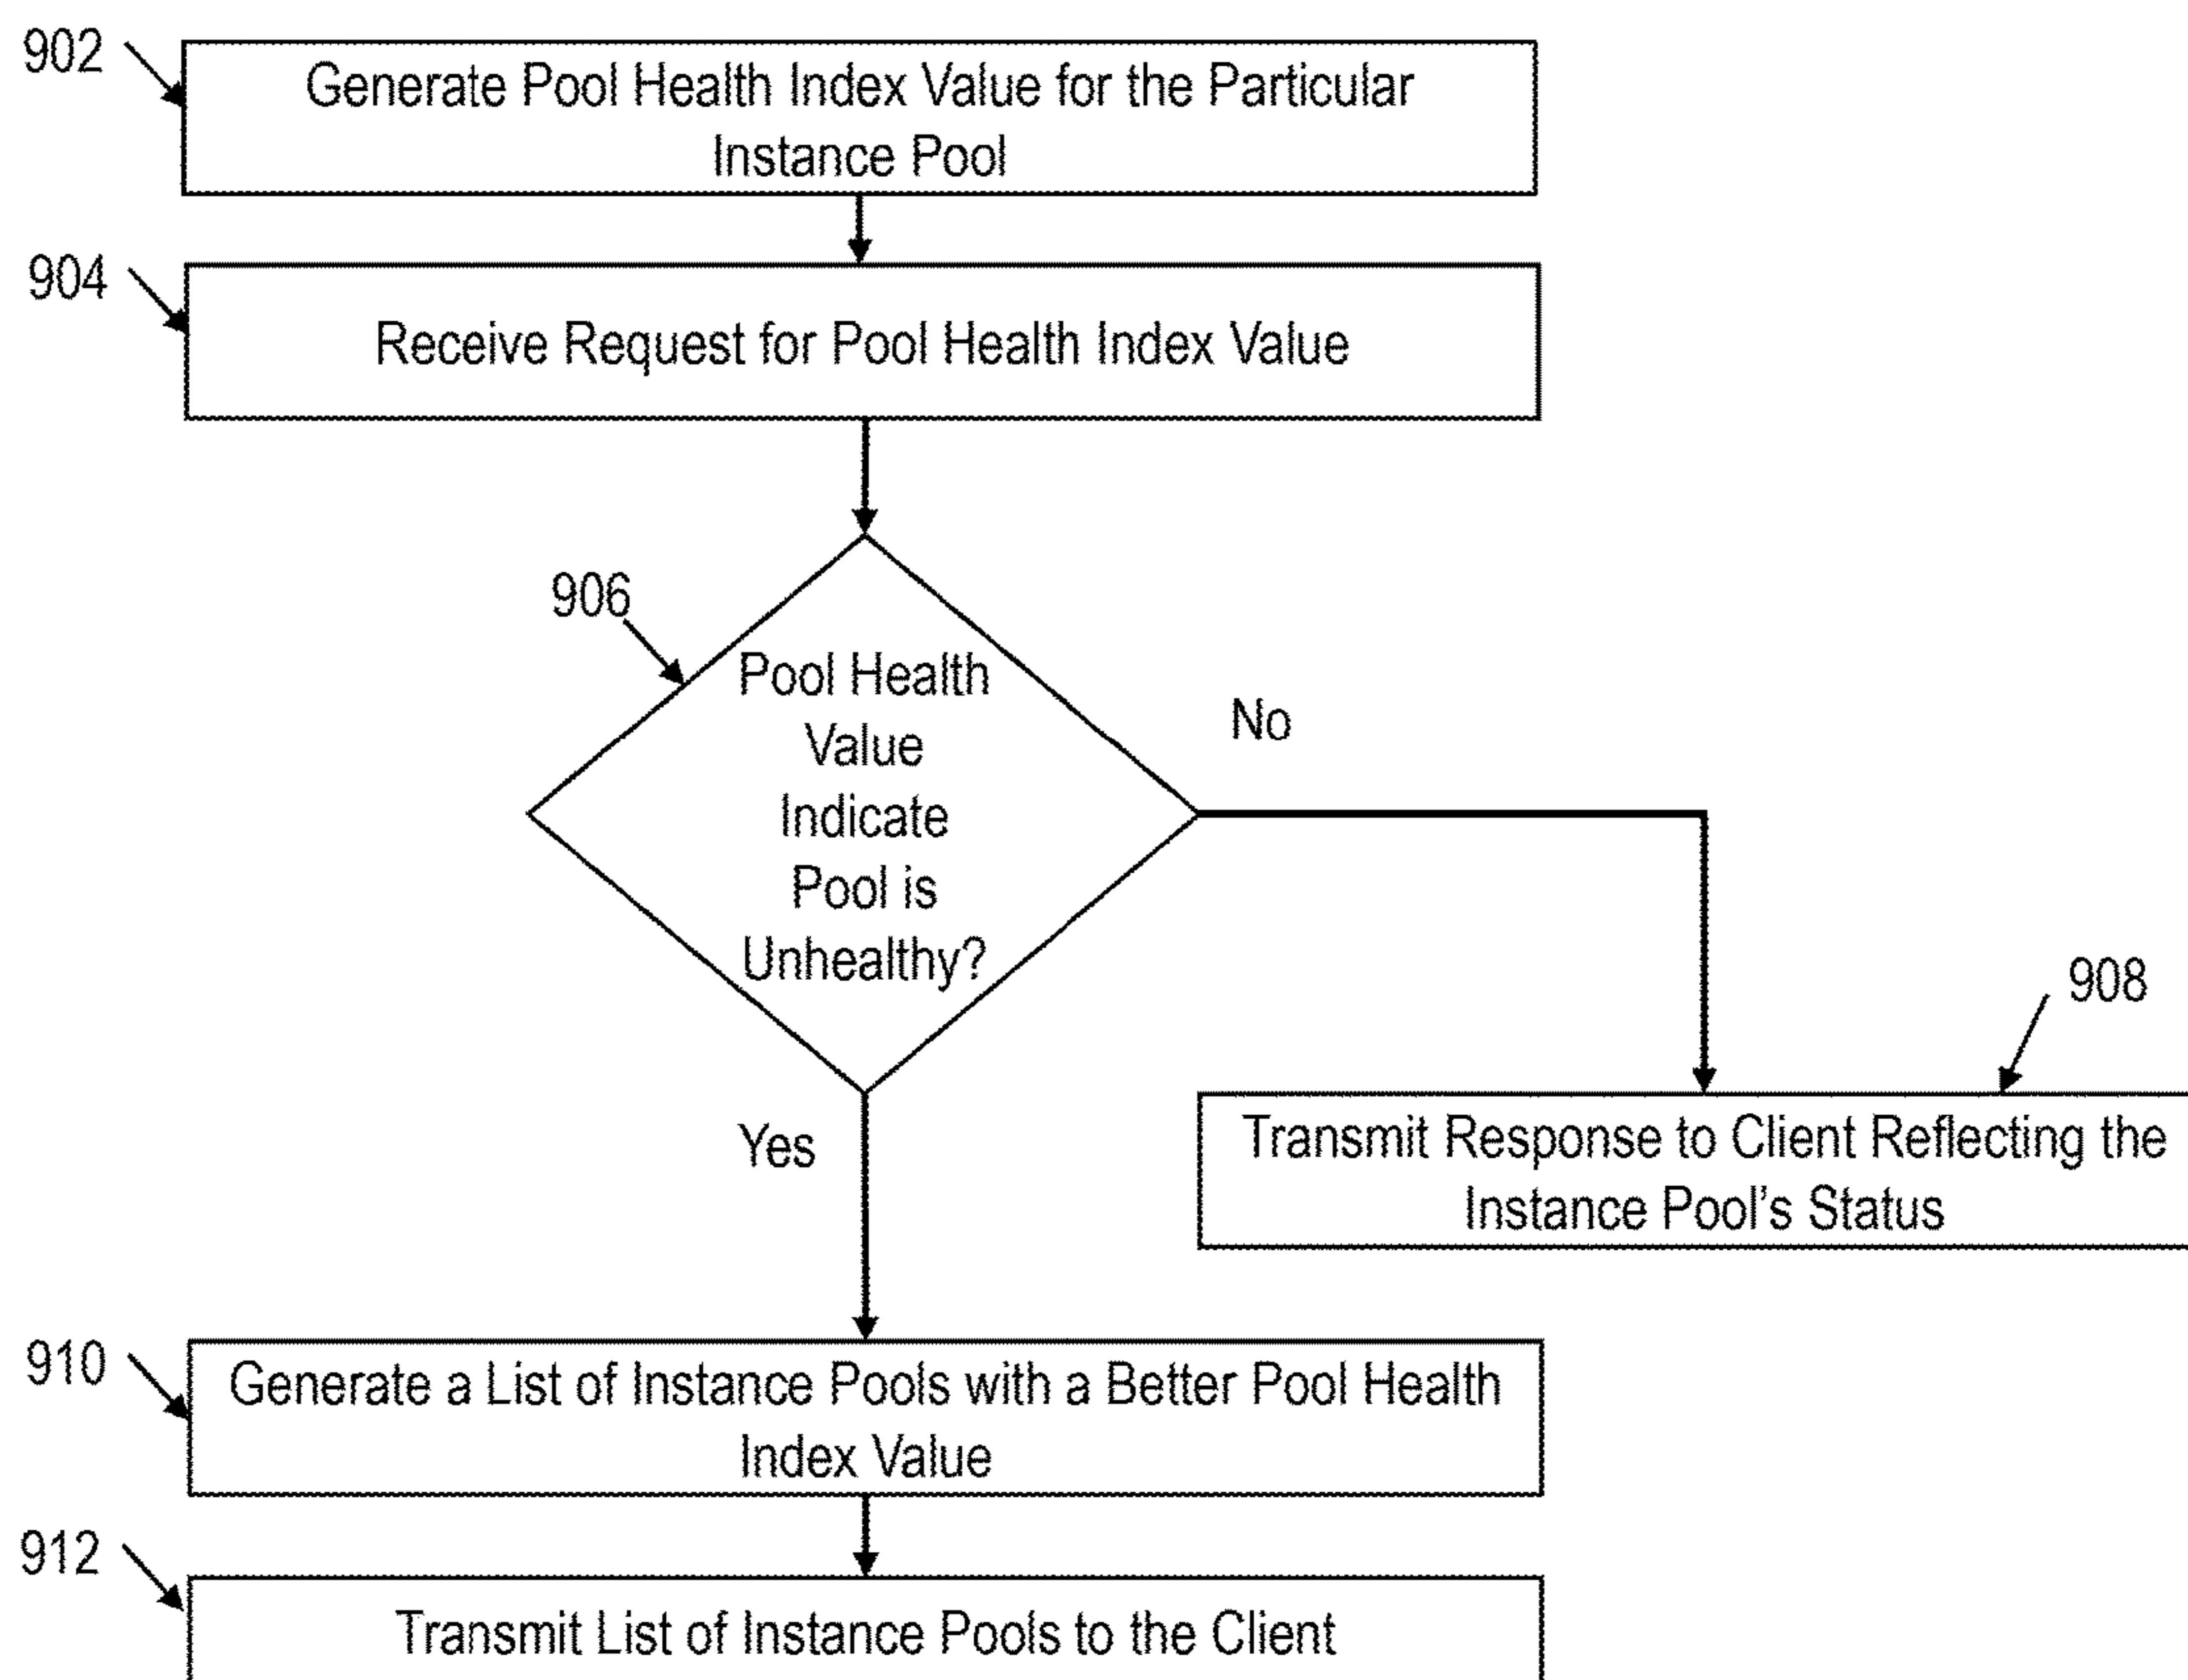 902
Generate Pool Health Index Value for the Particular
Instance Pool
904
Receive Request for Pool Health Index Value
906
Pool Health
Value
Indicate
Pool is
Unhealthy?
No
908
Transmit Response to Client Reflecting the
Instance Pool's Status
Yes
910
Generate a List of Instance Pools with a Better Pool Health
Index Value
912
Transmit List of Instance Pools to the Client